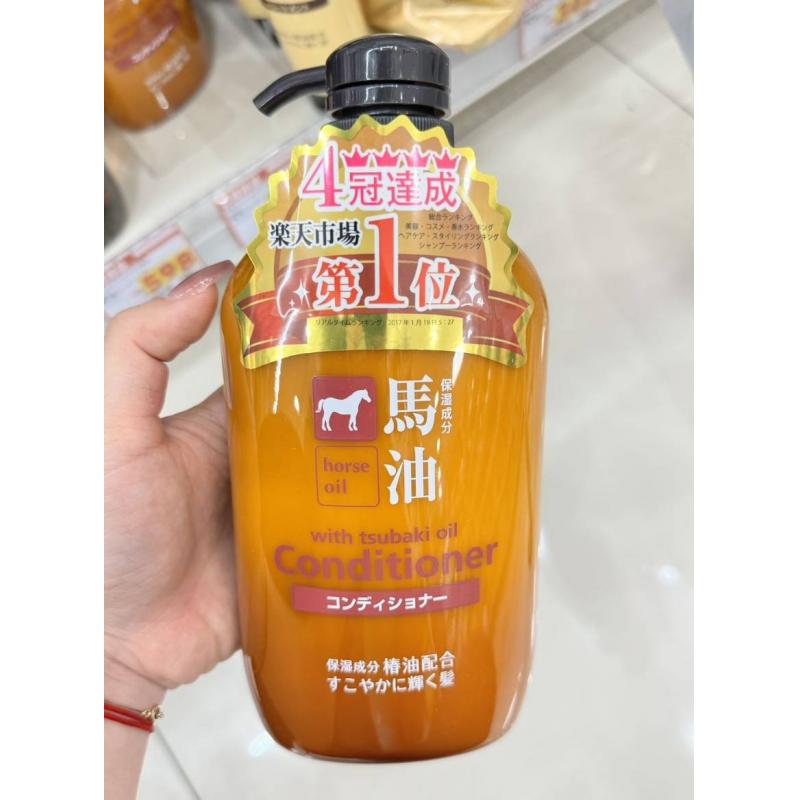 4冠達成
楽天市場
総合ランキング
美容・コスメ・香水ランキング
ヘアケア・スタイリングランキング
シャンプーランキング
第1位
リアルタイムランキング 2017年1月19日5:27
馬油
保湿成分
horse
oil
with tsubaki oil
Conditioner
コンディショナー
保湿成分 椿油配合
すこやかに輝く髪
598